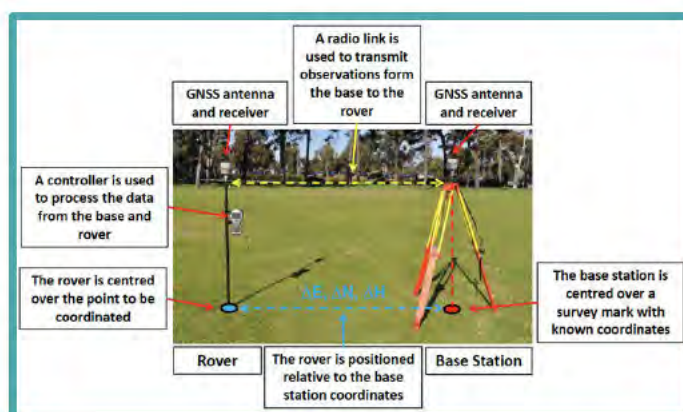 A radio link is
used to transmit
observations form
the base to the
rover
GNSS antenna
and receiver
GNSS antenna
and receiver
A controller is used
to process the data
from the base and
rover
The rover is centred
over the point to be
coordinated
ΔE, ΔN, ΔH
The base station is
centred over a
survey mark with
known coordinates
Rover
The rover is positioned
relative to the base
station coordinates
Base Station